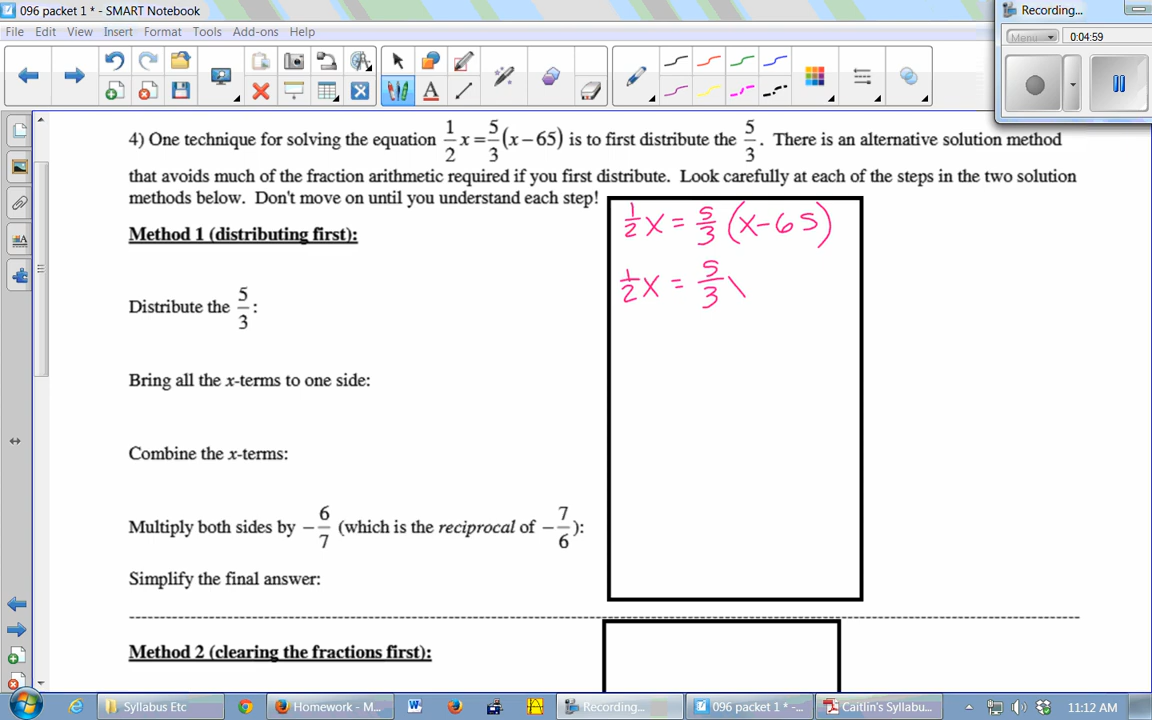 096 packet 1 * - SMART Notebook
Recording...
File Edit View Insert Format Tools Add-ons Help
Menu
00:04:59
4) One technique for solving the equation 1/2 x = 5/3 (x − 65) is to first distribute the 5/3. There is an alternative solution method
that avoids much of the fraction arithmetic required if you first distribute. Look carefully at each of the steps in the two solution
methods below. Don't move on until you understand each step!
1/2 x = 5/3 (x − 65)
Method 1 (distributing first):
1/2 x = 5/3 \
Distribute the 5/3:
Bring all the x-terms to one side:
Combine the x-terms:
Multiply both sides by − 6/7 (which is the reciprocal of − 7/6):
Simplify the final answer:
Method 2 (clearing the fractions first):
Syllabus Etc
Homework - M...
Recording...
096 packet 1 * -...
Caitlin's Syllabu...
11:12 AM